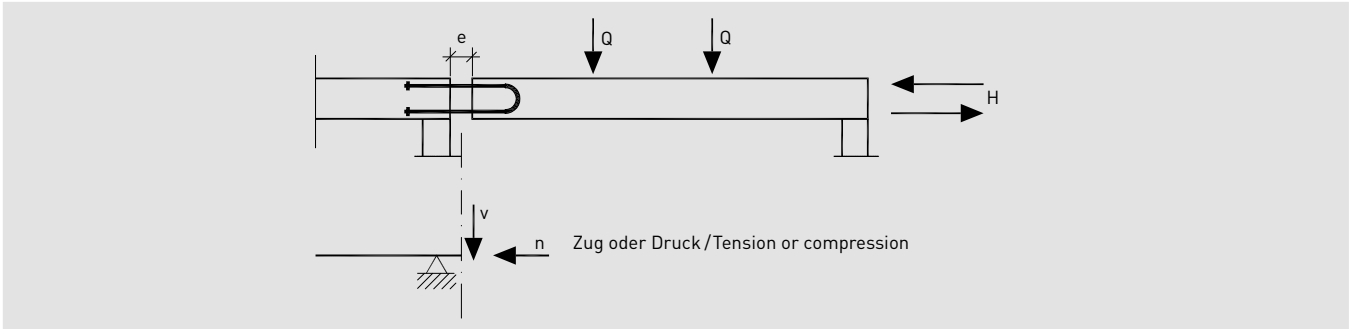 e
Q
Q
H
v
n
Zug oder Druck/Tension or compression